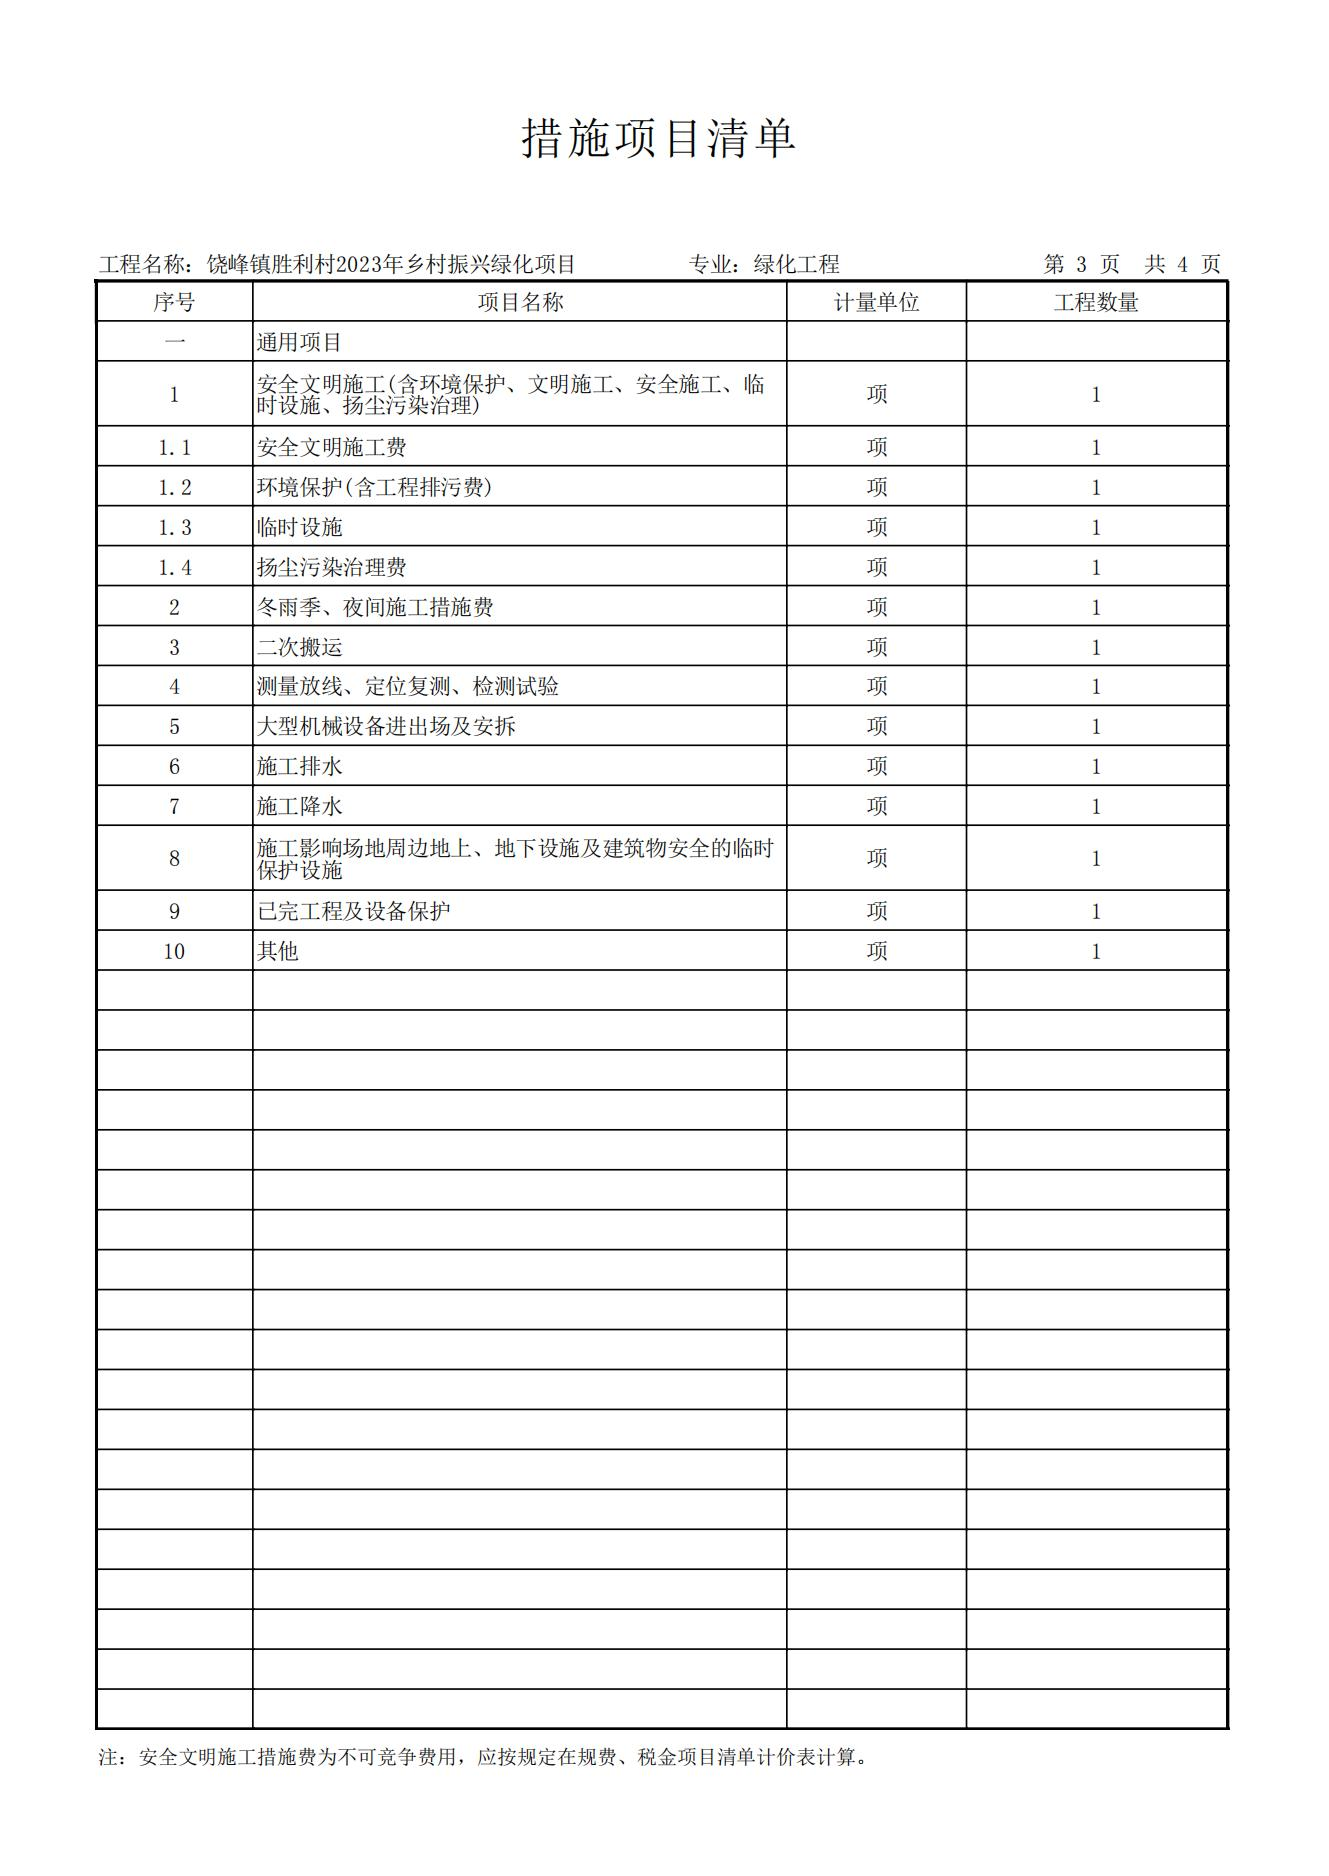 措施项目清单
工程名称：饶峰镇胜利村2023年乡村振兴绿化项目 专业：绿化工程 第 3 页 共 4 页
序号 项目名称 计量单位 工程数量
一 通用项目
1 安全文明施工(含环境保护、文明施工、安全施工、临
时设施、扬尘污染治理) 项 1
1.1 安全文明施工费 项 1
1.2 环境保护(含工程排污费) 项 1
1.3 临时设施 项 1
1.4 扬尘污染治理费 项 1
2 冬雨季、夜间施工措施费 项 1
3 二次搬运 项 1
4 测量放线、定位复测、检测试验 项 1
5 大型机械设备进出场及安拆 项 1
6 施工排水 项 1
7 施工降水 项 1
8 施工影响场地周边地上、地下设施及建筑物安全的临时
保护设施 项 1
9 已完工程及设备保护 项 1
10 其他 项 1
注：安全文明施工措施费为不可竞争费用，应按规定在规费、税金项目清单计价表计算。